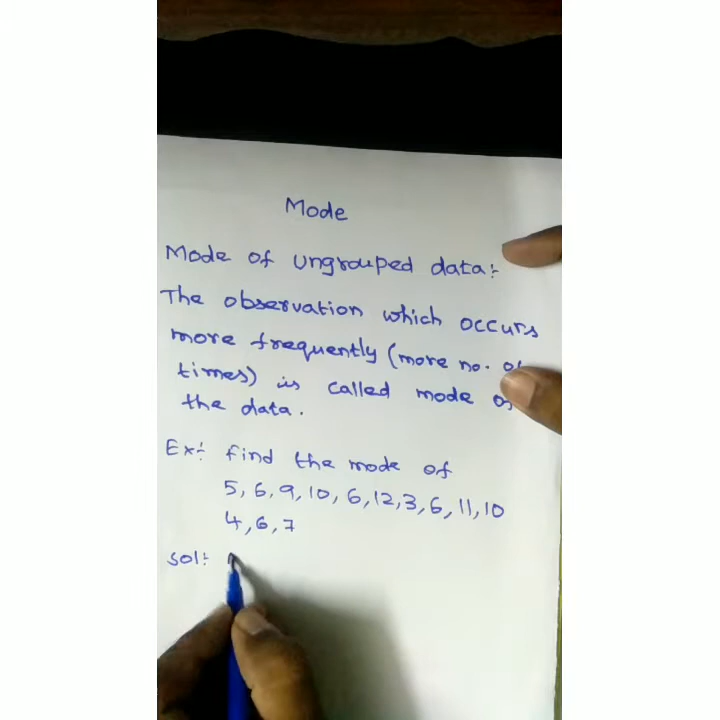 Mode
Mode of ungrouped data:-
The observation which occurs
more frequently (more no. of
times) is called mode of
the data.
Ex:- find the mode of
5, 6, 9, 10, 6, 12, 3, 6, 11, 10
4, 6, 7
sol:-